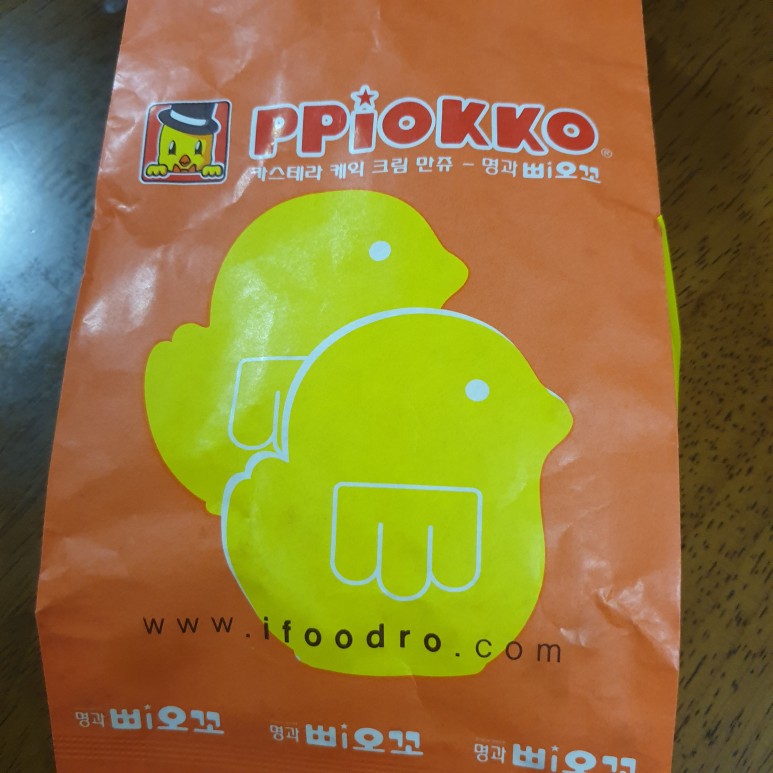 PPiOKKO®
카스테라 케익 크림 만쥬 - 명과 삐오꼬
www.ifoodro.com
명과 삐오꼬 명과 삐오꼬 명과 삐오꼬